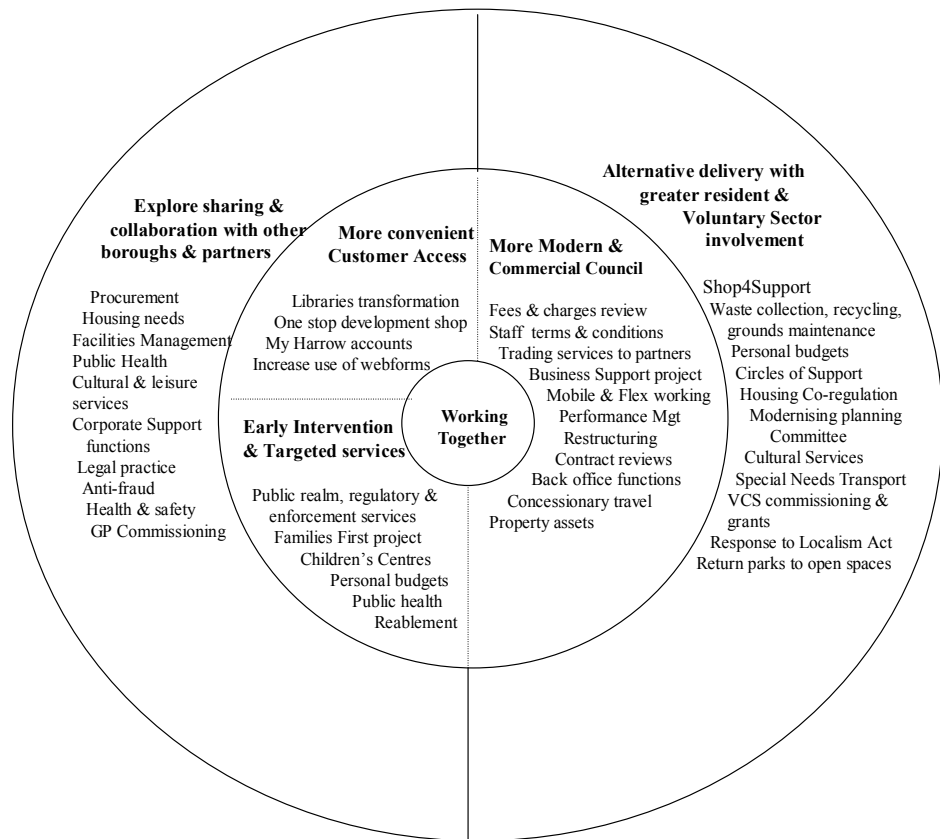 Explore sharing &
collaboration with other
boroughs & partners
Procurement
Housing needs
Facilities Management
Public Health
Cultural & leisure
services
Corporate Support
functions
Legal practice
Anti-fraud
Health & safety
GP Commissioning
More convenient
Customer Access
Libraries transformation
One stop development shop
My Harrow accounts
Increase use of webforms
Early Intervention
& Targeted services
Public realm, regulatory &
enforcement services
Families First project
Children’s Centres
Personal budgets
Public health
Reablement
Working
Together
More Modern &
Commercial Council
Fees & charges review
Staff terms & conditions
Trading services to partners
Business Support project
Mobile & Flex working
Performance Mgt
Restructuring
Contract reviews
Back office functions
Concessionary travel
Property assets
Alternative delivery with
greater resident &
Voluntary Sector
involvement
Shop4Support
Waste collection, recycling,
grounds maintenance
Personal budgets
Circles of Support
Housing Co-regulation
Modernising planning
Committee
Cultural Services
Special Needs Transport
VCS commissioning &
grants
Response to Localism Act
Return parks to open spaces